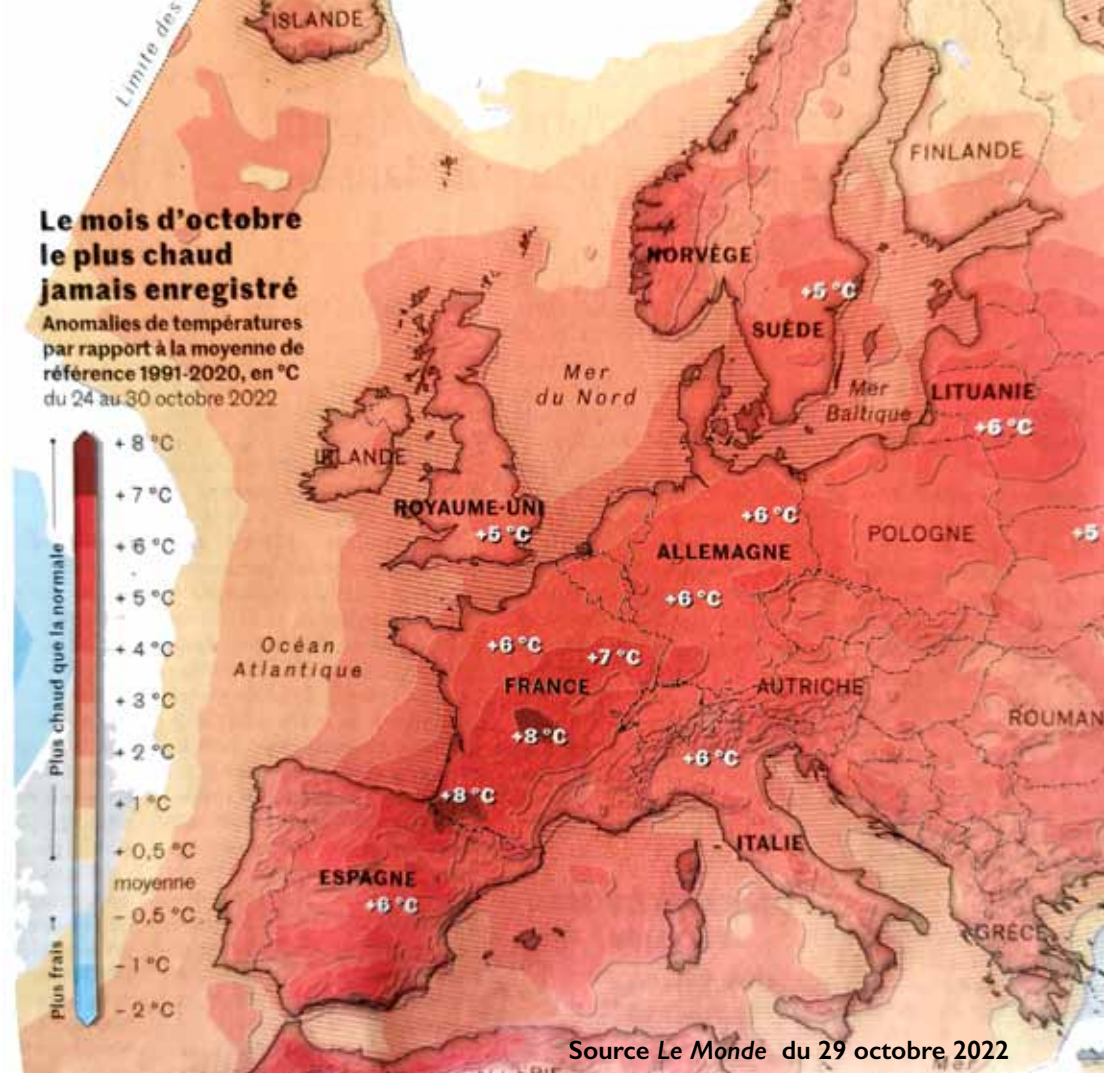 ISLANDE
Limite des
FINLANDE
Le mois d'octobre
le plus chaud
jamais enregistré
Anomalies de températures
par rapport à la moyenne de
référence 1991-2020, en °C
du 24 au 30 octobre 2022
NORVÈGE
+5 °C
SUÈDE
Mer
du Nord
Mer
Baltique
LITUANIE
+6 °C
IRLANDE
ROYAUME-UNI
+5 °C
+6 °C
ALLEMAGNE
+6 °C
POLOGNE
+5
Océan
Atlantique
+6 °C
+7 °C
FRANCE
+8 °C
AUTRICHE
ROUMAN
+6 °C
+8 °C
ITALIE
ESPAGNE
+6 °C
GRÈCE
+ 8 °C
+ 7 °C
+ 6 °C
+ 5 °C
+ 4 °C
+ 3 °C
+ 2 °C
+ 1 °C
+ 0,5 °C
moyenne
– 0,5 °C
– 1 °C
– 2 °C
Plus chaud que la normale
Plus frais
Source Le Monde du 29 octobre 2022
Mer